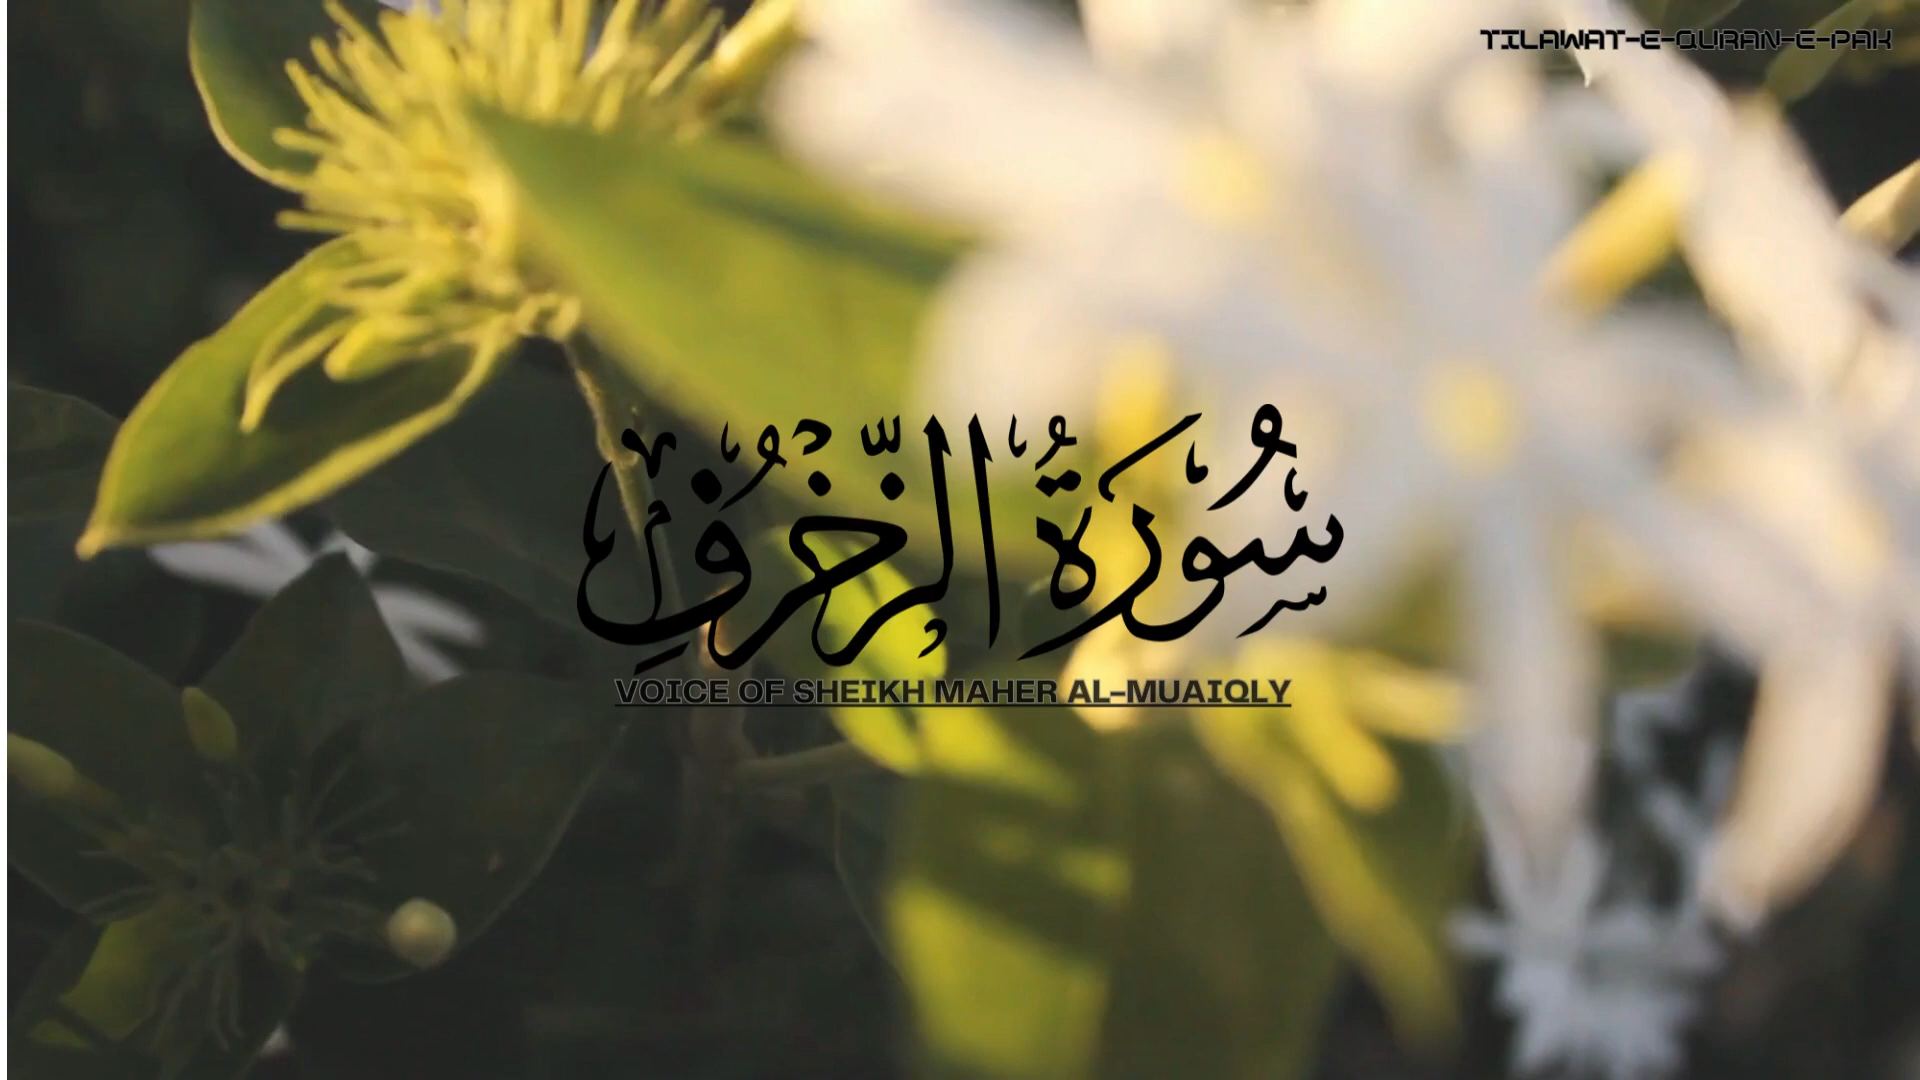 TILAWAT-E-QURAN-E-PAK
سُورَةُ الزُّخْرُفِ
VOICE OF SHEIKH MAHER AL-MUAIQLY